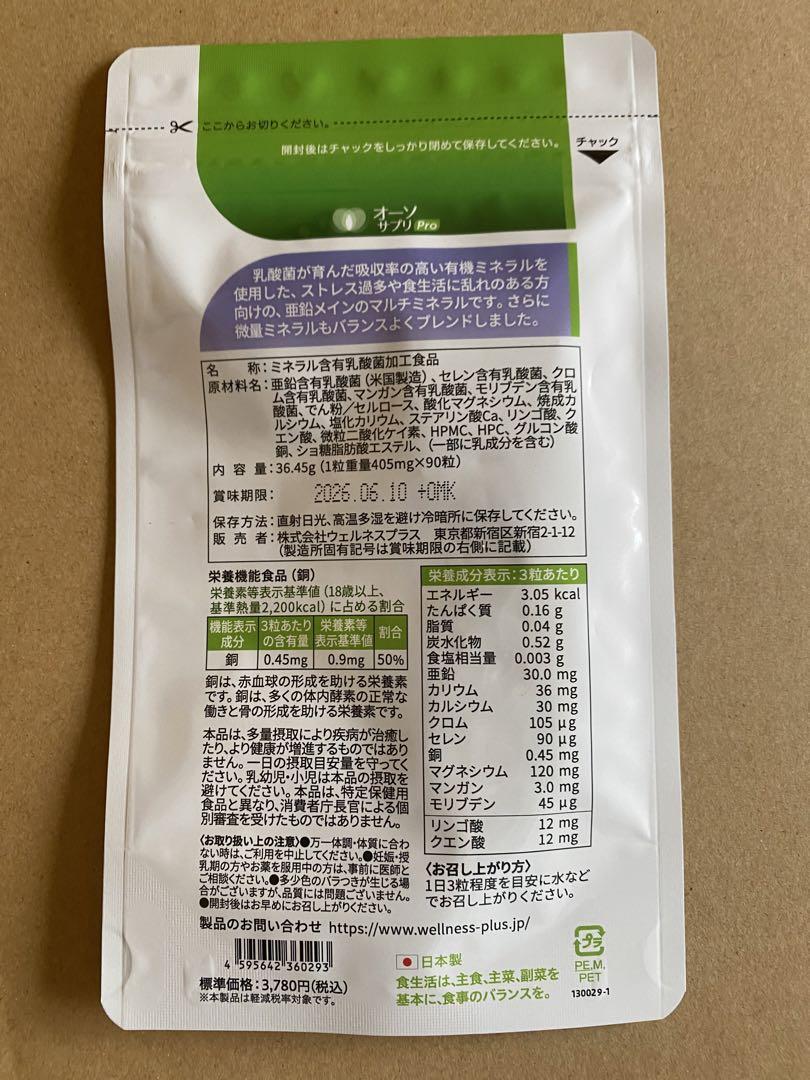 ここからお切りください。
開封後はチャックをしっかり閉めて保存してください。
チャック
オーソ
サプリ Pro
乳酸菌が育んだ吸収率の高い有機ミネラルを
使用した、ストレス過多や食生活に乱れのある方
向けの、亜鉛メインのマルチミネラルです。さらに
微量ミネラルもバランスよくブレンドしました。
名称:ミネラル含有乳酸菌加工食品
原材料名:亜鉛含有乳酸菌(米国製造)、セレン含有乳酸菌、クロ
ム含有乳酸菌、マンガン含有乳酸菌、モリブデン含有乳
酸菌、でん粉/セルロース、酸化マグネシウム、焼成カ
ルシウム、塩化カリウム、ステアリン酸Ca、リンゴ酸、ク
エン酸、微粒二酸化ケイ素、HPMC、HPC、グルコン酸
銅、ショ糖脂肪酸エステル、(一部に乳成分を含む)
内容量:36.45g(1粒重量405mg×90粒)
賞味期限: 2026.06.10 +OMK
保存方法:直射日光、高温多湿を避け冷暗所に保存してください。
販売者:株式会社ウェルネスプラス 東京都新宿区新宿2-1-12
(製造所固有記号は賞味期限の右側に記載)
栄養機能食品(銅)
栄養素等表示基準値(18歳以上、
基準熱量2,200kcal)に占める割合
機能表示成分 3粒あたりの含有量 栄養素等表示基準値 割合
銅 0.45mg 0.9mg 50%
銅は、赤血球の形成を助ける栄養素
です。銅は、多くの体内酵素の正常な
働きと骨の形成を助ける栄養素です。
本品は、多量摂取により疾病が治癒し
たり、より健康が増進するものではあり
ません。一日の摂取目安量を守ってく
ださい。乳幼児・小児は本品の摂取を
避けてください。本品は、特定保健用
食品と異なり、消費者庁長官による個
別審査を受けたものではありません。
〈お取り扱い上の注意〉●万一体調・体質に合わ
ない時は、ご利用を中止してください。●妊娠・授
乳期の方やお薬を服用中の方は、事前に医師と
ご相談ください。●多少色のバラつきが生じる場
合がございますが、品質には問題ございません。
●開封後はお早めにお召し上がりください。
栄養成分表示:3粒あたり
エネルギー 3.05 kcal
たんぱく質 0.16 g
脂質 0.04 g
炭水化物 0.52 g
食塩相当量 0.003 g
亜鉛 30.0 mg
カリウム 36 mg
カルシウム 30 mg
クロム 105 μg
セレン 90 μg
銅 0.45 mg
マグネシウム 120 mg
マンガン 3.0 mg
モリブデン 45 μg
リンゴ酸 12 mg
クエン酸 12 mg
〈お召し上がり方〉
1日3粒程度を目安に水など
でお召し上がりください。
製品のお問い合わせ https://www.wellness-plus.jp/
4 595642 360293
標準価格:3,780円(税込)
※本製品は軽減税率対象です。
日本製
食生活は、主食、主菜、副菜を
基本に、食事のバランスを。
プラ
PE,M,
PET
130029-1